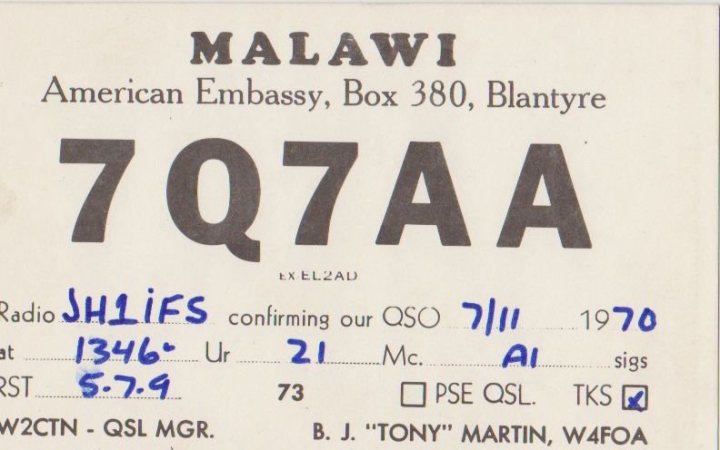 MALAWI
American Embassy, Box 380, Blantyre
7Q7AA
EX EL2AD
Radio JH1iFS confirming our QSO 7/11 1970
at 1346. Ur 21 Mc. A1 sigs
RST 5-7-9 73 PSE QSL. TKS
W2CTN - QSL MGR. B. J. "TONY" MARTIN, W4FOA